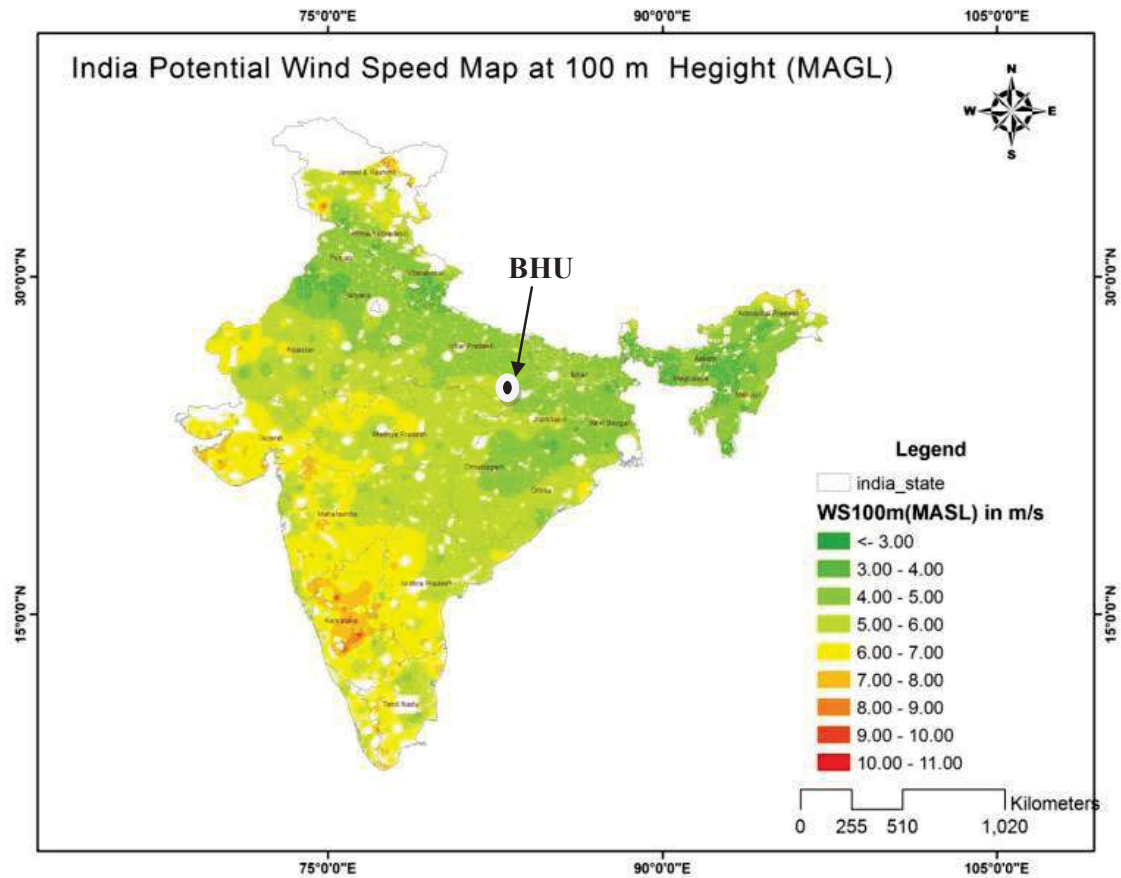 75°0'0"E 90°0'0"E 105°0'0"E
India Potential Wind Speed Map at 100 m Hegight (MAGL)
N
W E
S
Jammu & Kashmir
Himachal Pradesh
Punjab
30°0'0"N 30°0'0"N
Uttaranchal
BHU
Haryana
Arunachal Pradesh
Rajastan
Uttar Pradesh
Assam
Bihar
Meghalaya
Manipur
Jharkhand
West Bengal
Gujarat
Madhya Pradesh
Chhattisgarh
Orissa
Maharashtra
Andhra Pradesh
15°0'0"N 15°0'0"N
Karnataka
Tamil Nadu
Legend
india_state
WS100m(MASL) in m/s
<- 3.00
3.00 - 4.00
4.00 - 5.00
5.00 - 6.00
6.00 - 7.00
7.00 - 8.00
8.00 - 9.00
9.00 - 10.00
10.00 - 11.00
Kilometers
0 255 510 1,020
75°0'0"E 90°0'0"E 105°0'0"E